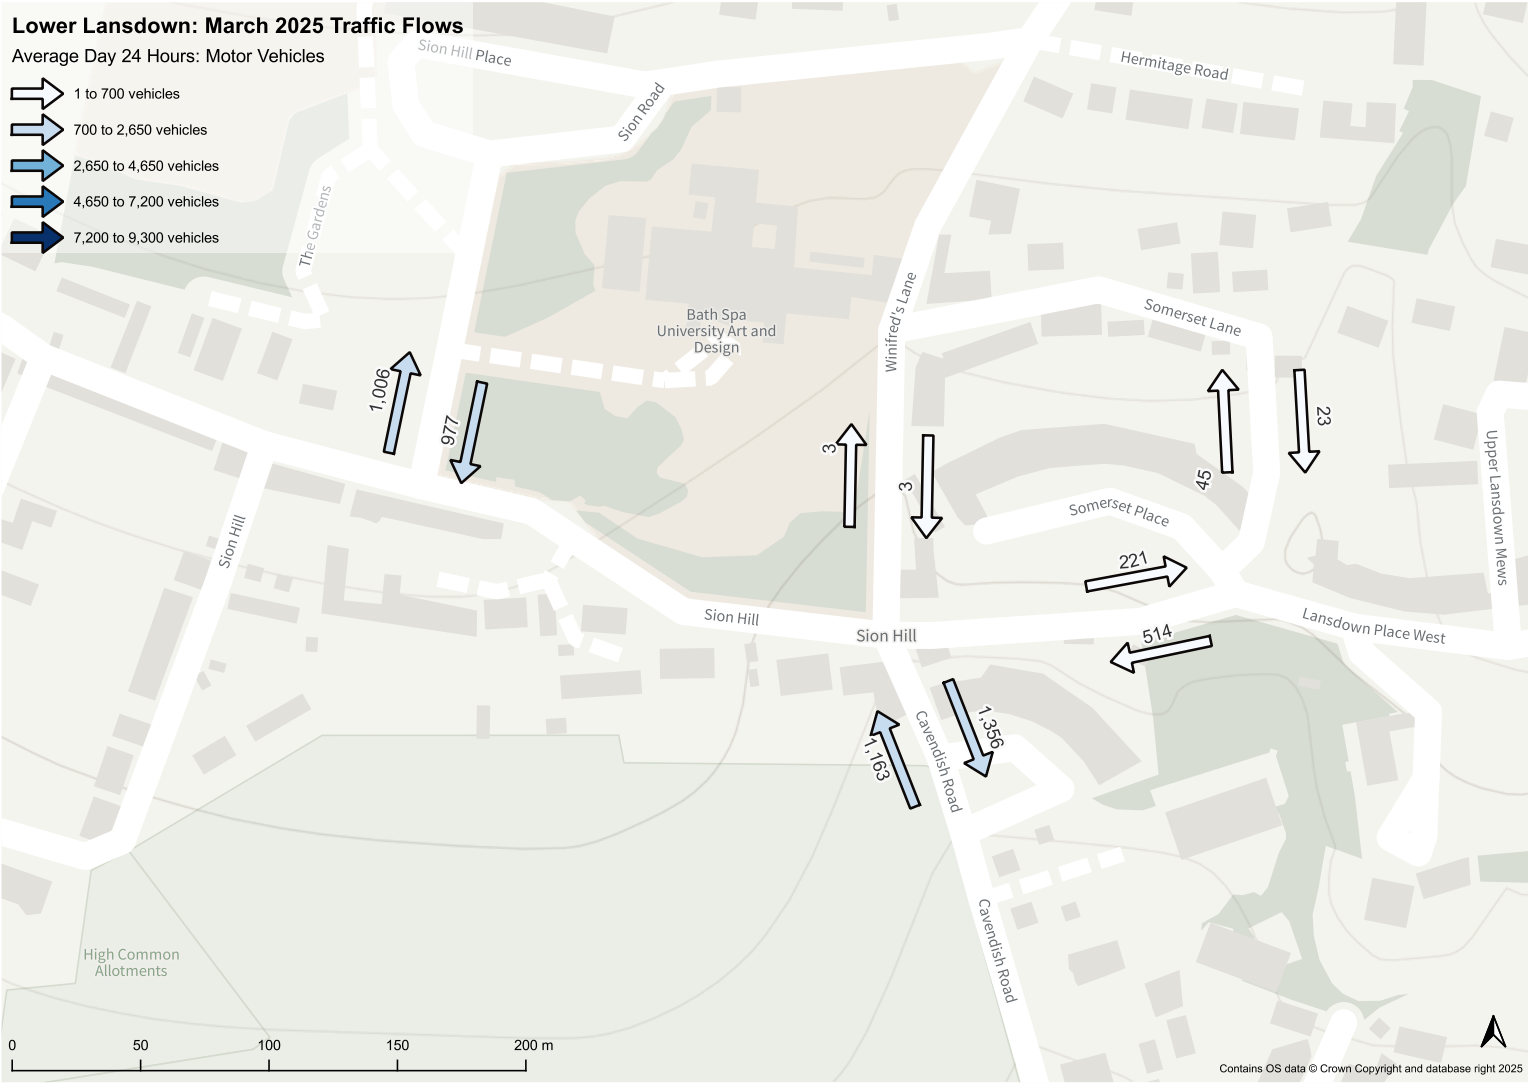 Lower Lansdown: March 2025 Traffic Flows
Average Day 24 Hours: Motor Vehicles
1 to 700 vehicles
700 to 2,650 vehicles
2,650 to 4,650 vehicles
4,650 to 7,200 vehicles
7,200 to 9,300 vehicles
Sion Hill Place
Sion Road
Hermitage Road
The Gardens
Bath Spa
University Art and
Design
Winifred's Lane
Somerset Lane
1,006
977
3
3
45
23
Upper Lansdown Mews
Somerset Place
Sion Hill
221
Sion Hill
Sion Hill
514
Lansdown Place West
1,163
Cavendish Road
1,356
Cavendish Road
High Common
Allotments
0 50 100 150 200 m
Contains OS data © Crown Copyright and database right 2025